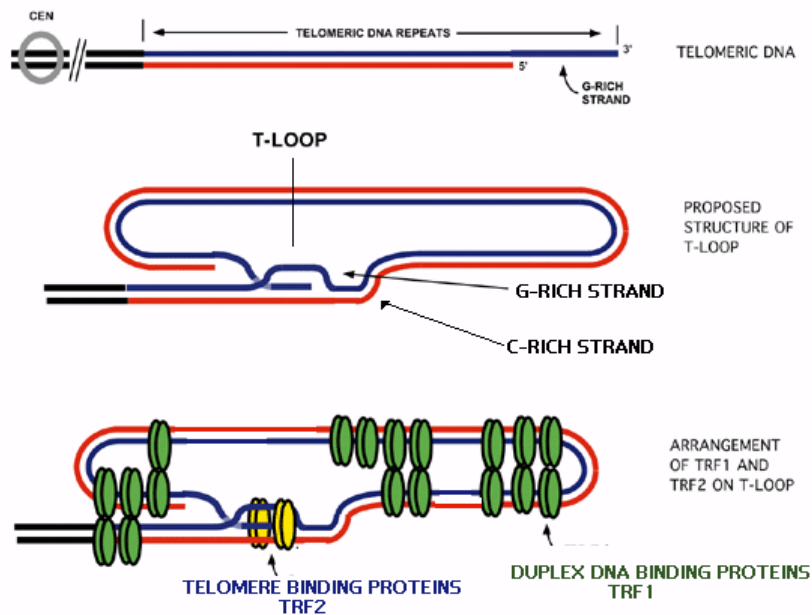 CEN
TELOMERIC DNA REPEATS
3'
5'
TELOMERIC DNA
G-RICH
STRAND
T-LOOP
PROPOSED
STRUCTURE OF
T-LOOP
G-RICH STRAND
C-RICH STRAND
ARRANGEMENT
OF TRF1 AND
TRF2 ON T-LOOP
TELOMERE BINDING PROTEINS
TRF2
DUPLEX DNA BINDING PROTEINS
TRF1